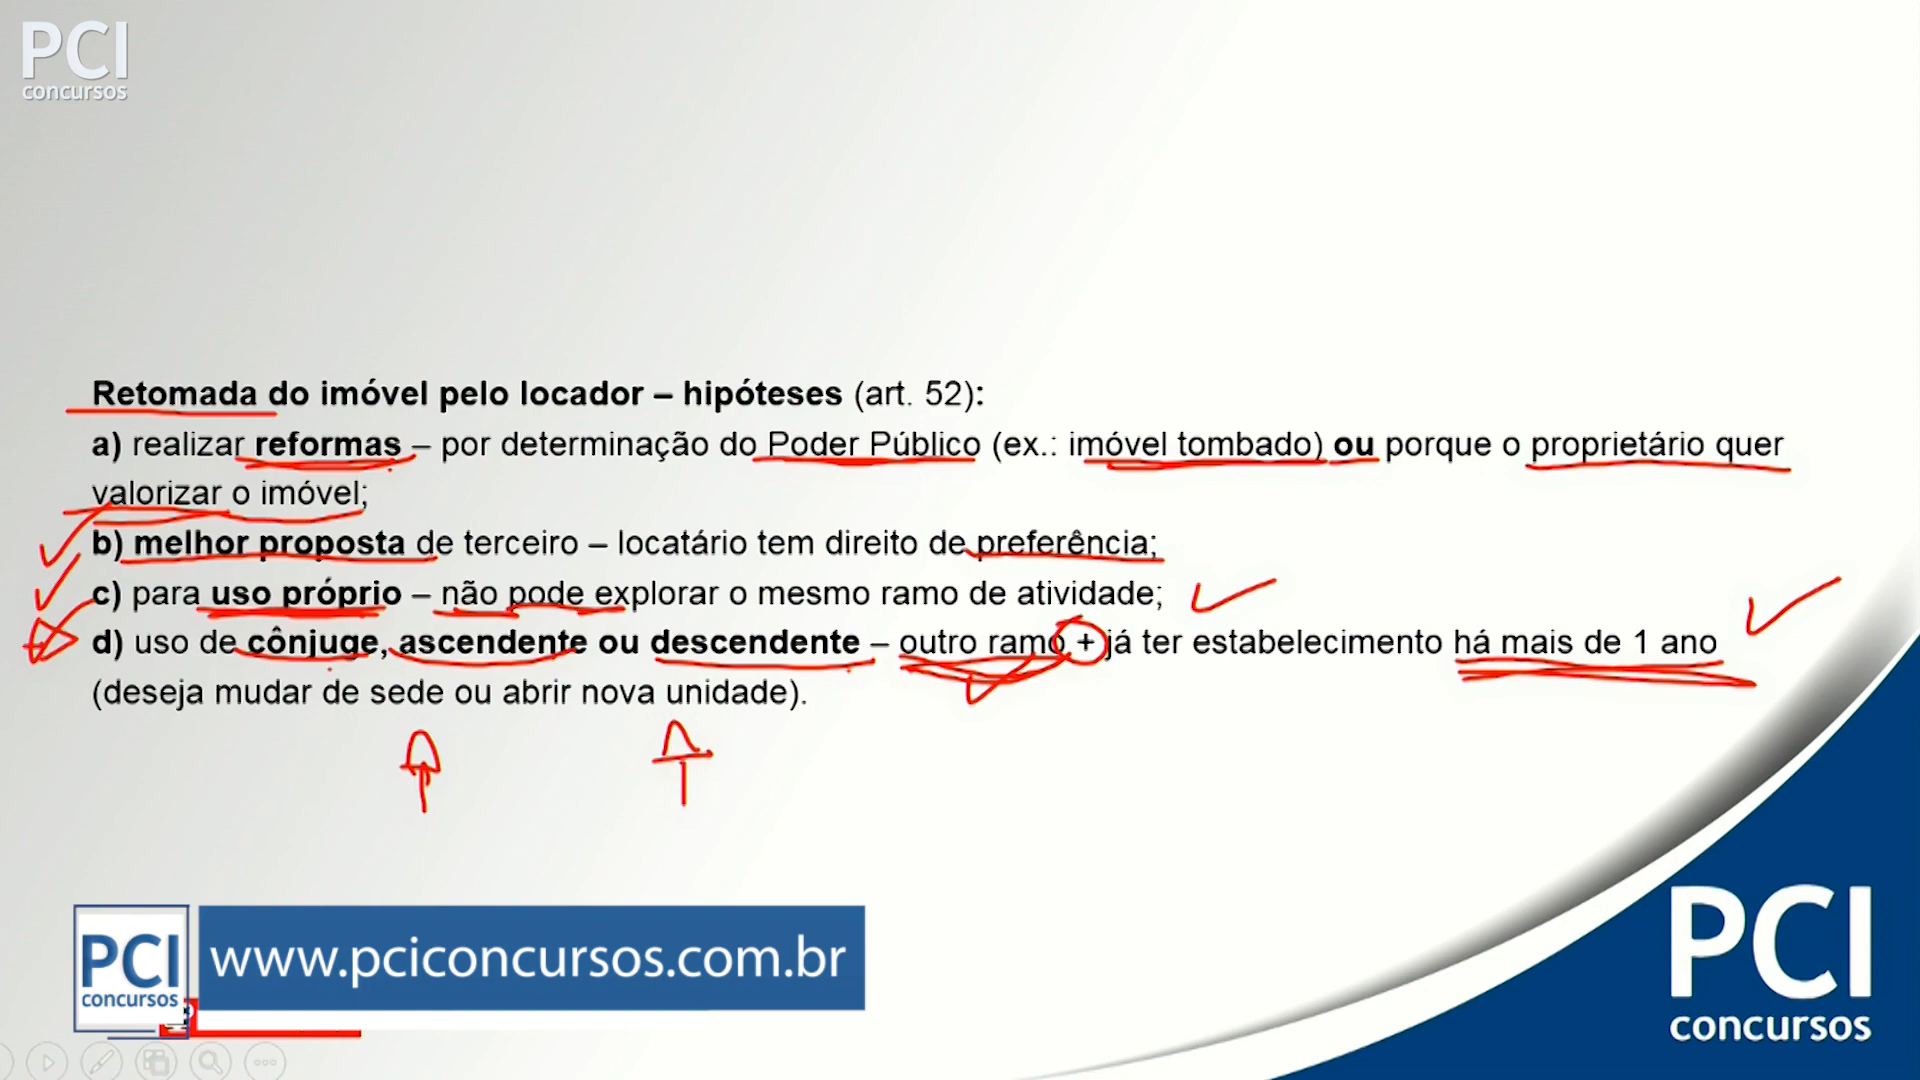 PCI
concursos
Retomada do imóvel pelo locador – hipóteses (art. 52):
a) realizar reformas – por determinação do Poder Público (ex.: imóvel tombado) ou porque o proprietário quer
valorizar o imóvel;
b) melhor proposta de terceiro – locatário tem direito de preferência;
c) para uso próprio – não pode explorar o mesmo ramo de atividade;
d) uso de cônjuge, ascendente ou descendente – outro ramo + já ter estabelecimento há mais de 1 ano
(deseja mudar de sede ou abrir nova unidade).
PCI
concursos
www.pciconcursos.com.br
PCI
concursos